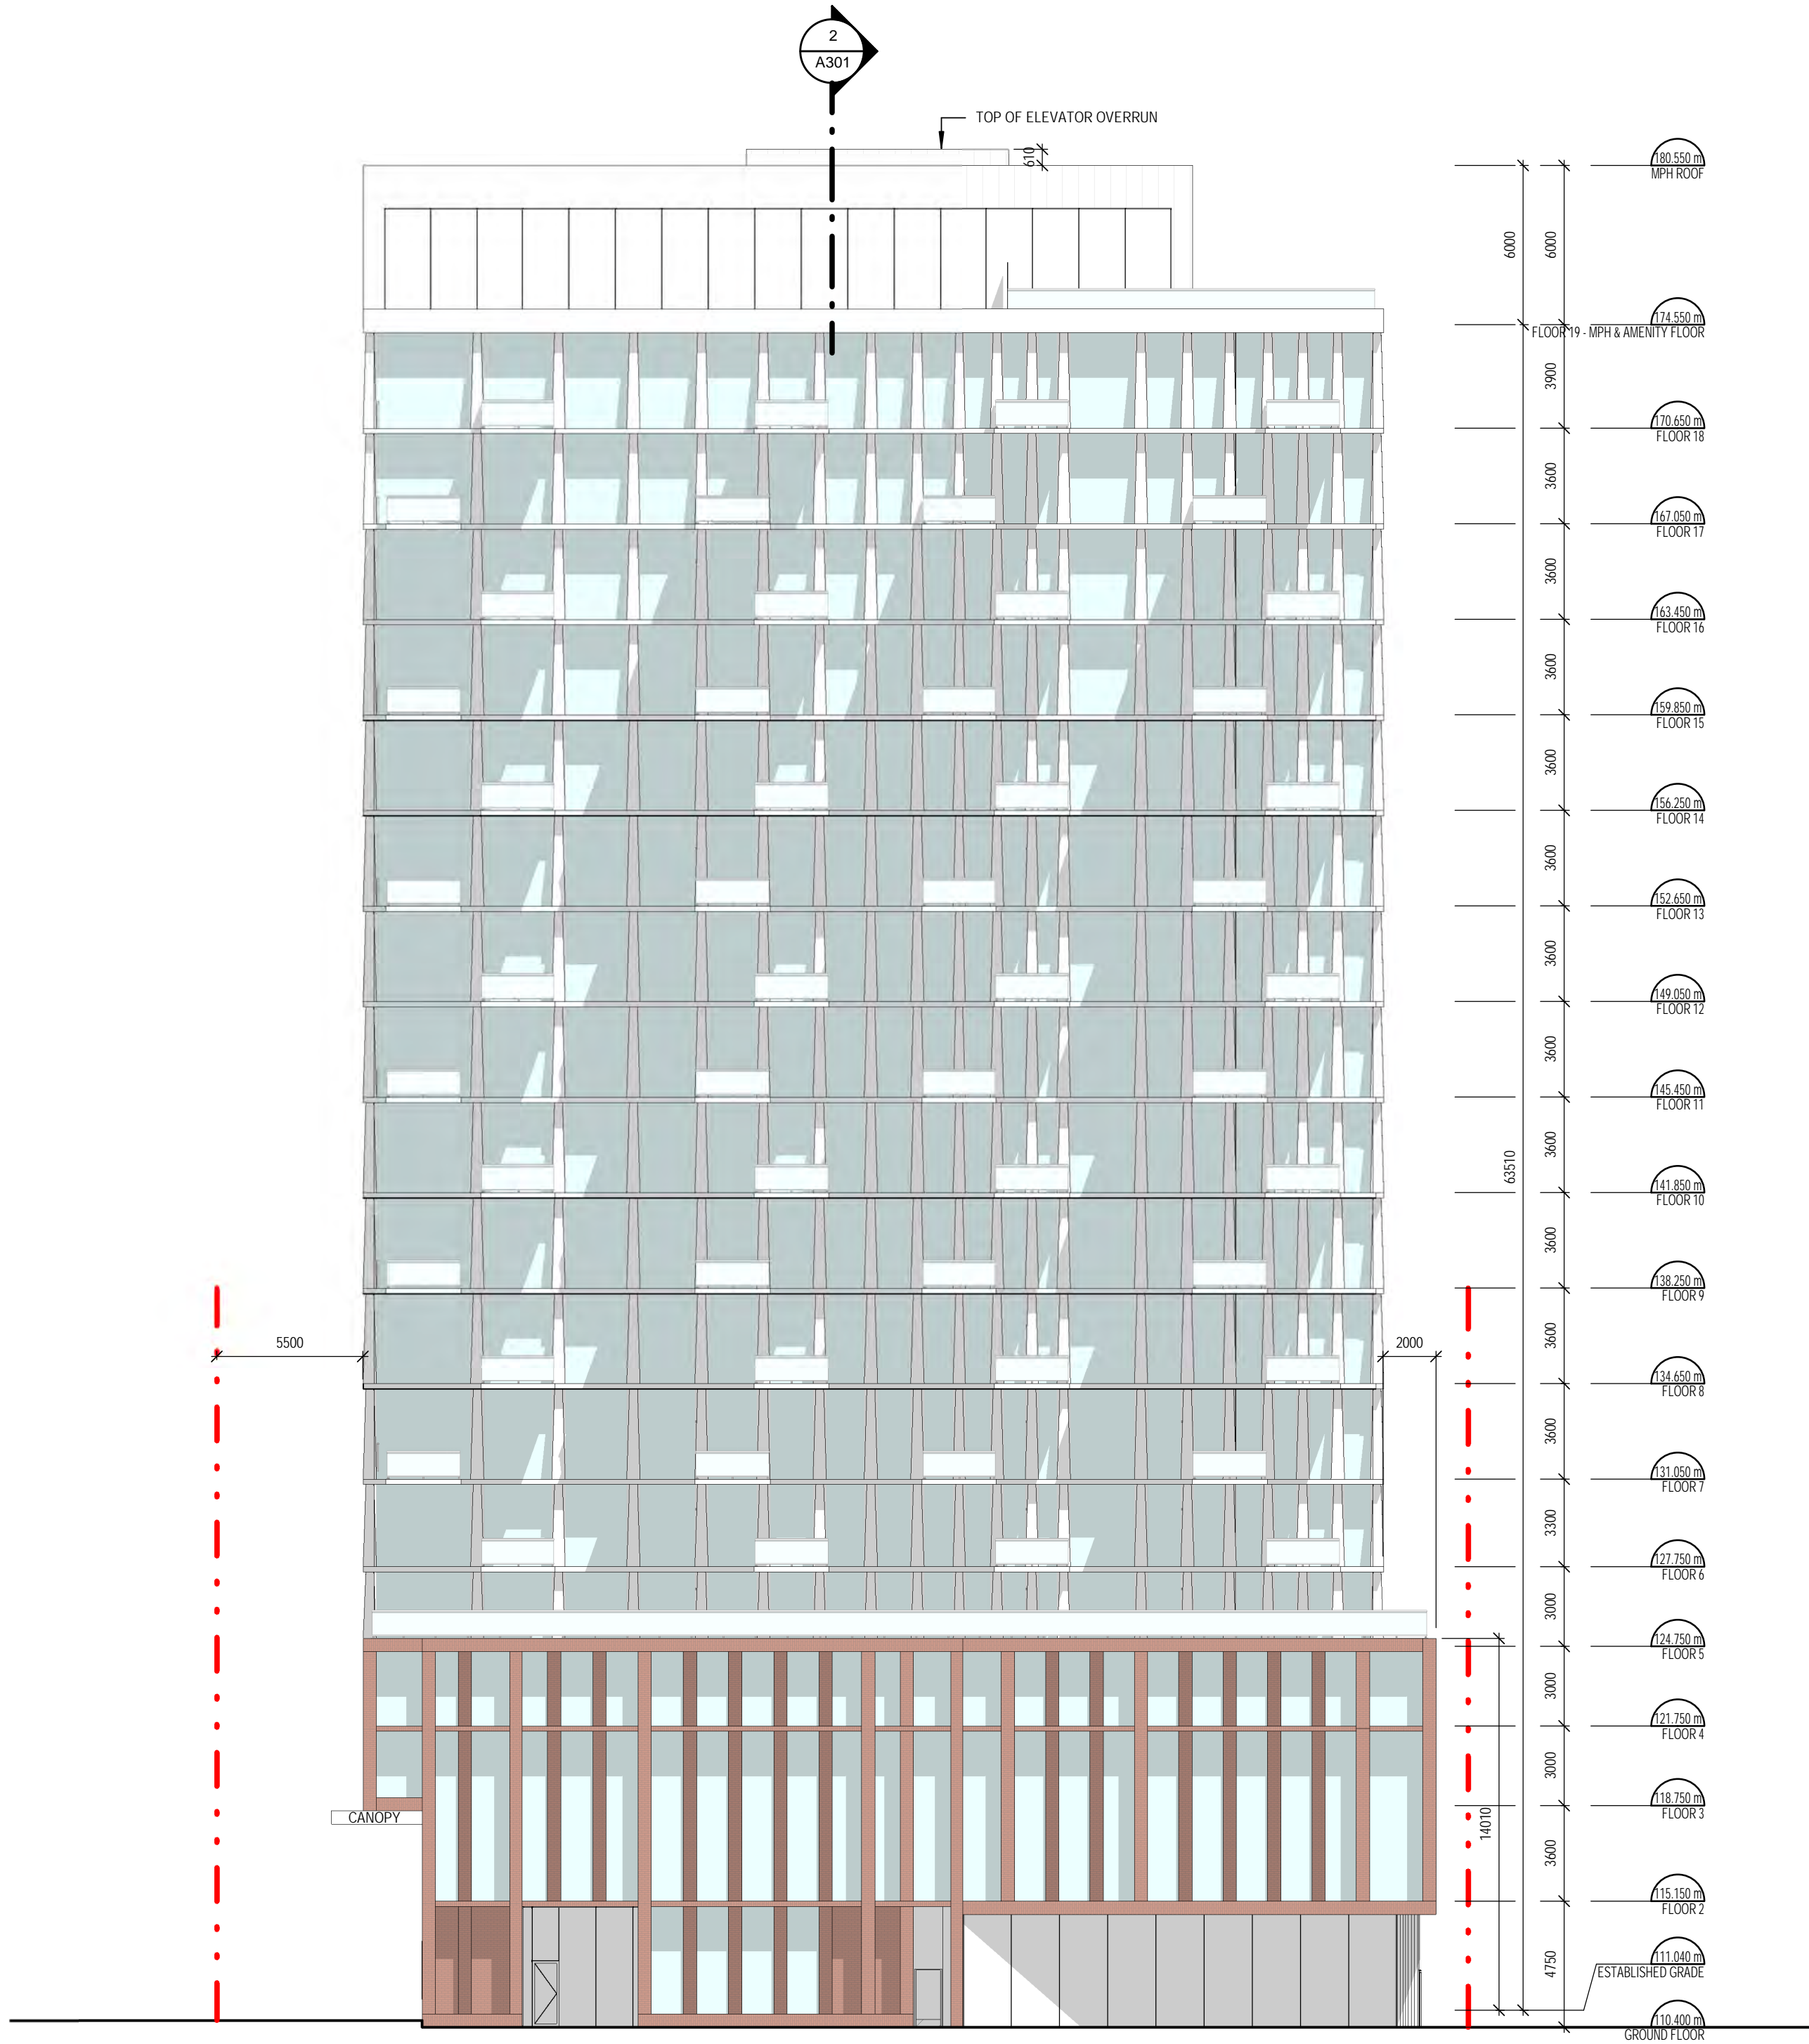 2
A301
TOP OF ELEVATOR OVERRUN
610
180.550 m
MPH ROOF
6000
6000
174.550 m
FLOOR 19 - MPH & AMENITY FLOOR
3900
170.650 m
FLOOR 18
3600
167.050 m
FLOOR 17
3600
163.450 m
FLOOR 16
3600
159.850 m
FLOOR 15
3600
156.250 m
FLOOR 14
3600
152.650 m
FLOOR 13
3600
149.050 m
FLOOR 12
3600
145.450 m
FLOOR 11
3600
63510
141.850 m
FLOOR 10
3600
138.250 m
FLOOR 9
5500
2000
3600
134.650 m
FLOOR 8
3600
131.050 m
FLOOR 7
3300
127.750 m
FLOOR 6
3000
124.750 m
FLOOR 5
3000
121.750 m
FLOOR 4
3000
118.750 m
FLOOR 3
CANOPY
14010
3600
115.150 m
FLOOR 2
4750
111.040 m
ESTABLISHED GRADE
110.400 m
GROUND FLOOR